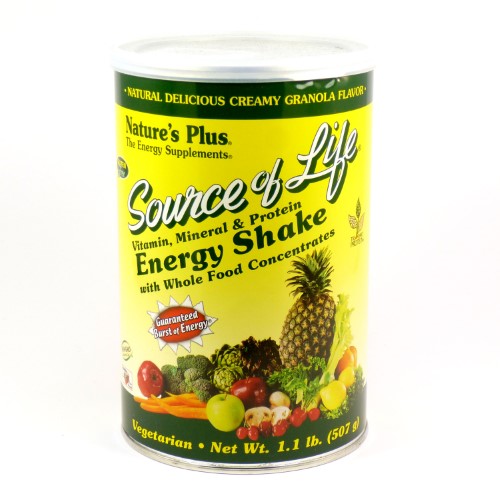 • NATURAL DELICIOUS CREAMY GRANOLA FLAVOR •
Nature's Plus®
The Energy Supplements®
Source of Life®
Vitamin, Mineral & Protein
Energy Shake
with Whole Food Concentrates
Guaranteed
Burst of Energy!
Vegetarian • Net Wt. 1.1 lb. (507 g)